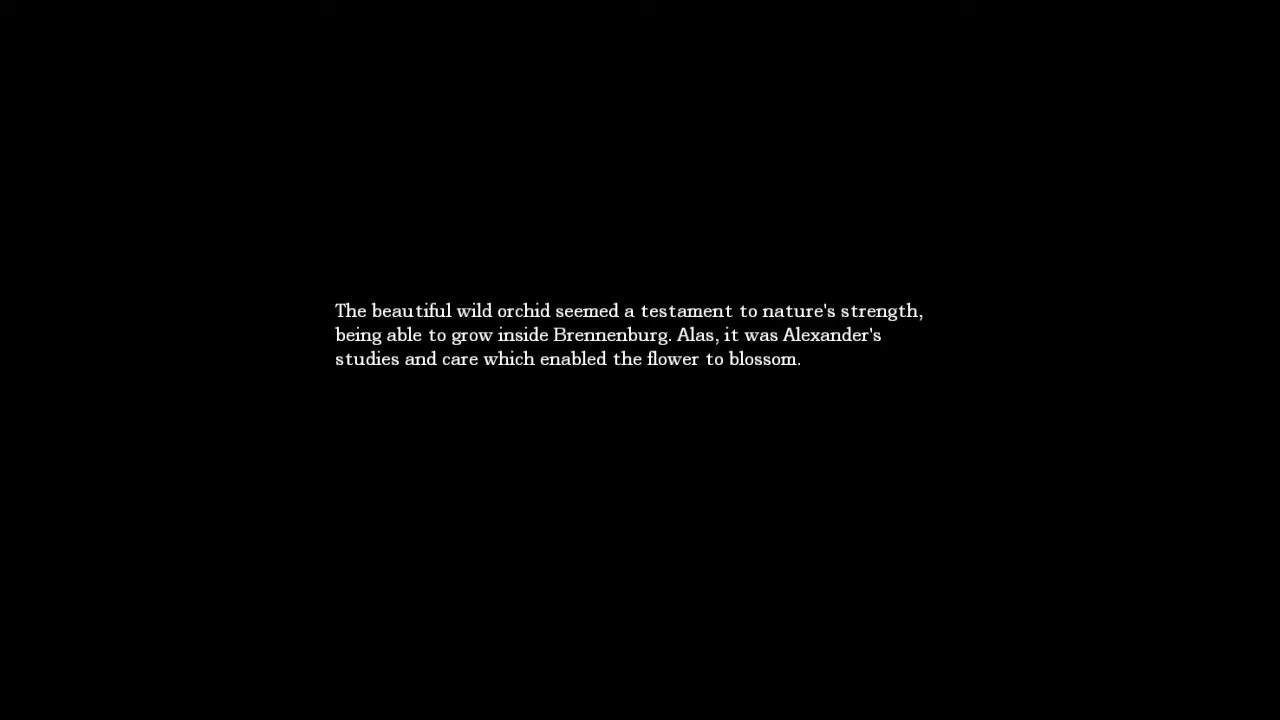 The beautiful wild orchid seemed a testament to nature's strength,
being able to grow inside Brennenburg. Alas, it was Alexander's
studies and care which enabled the flower to blossom.